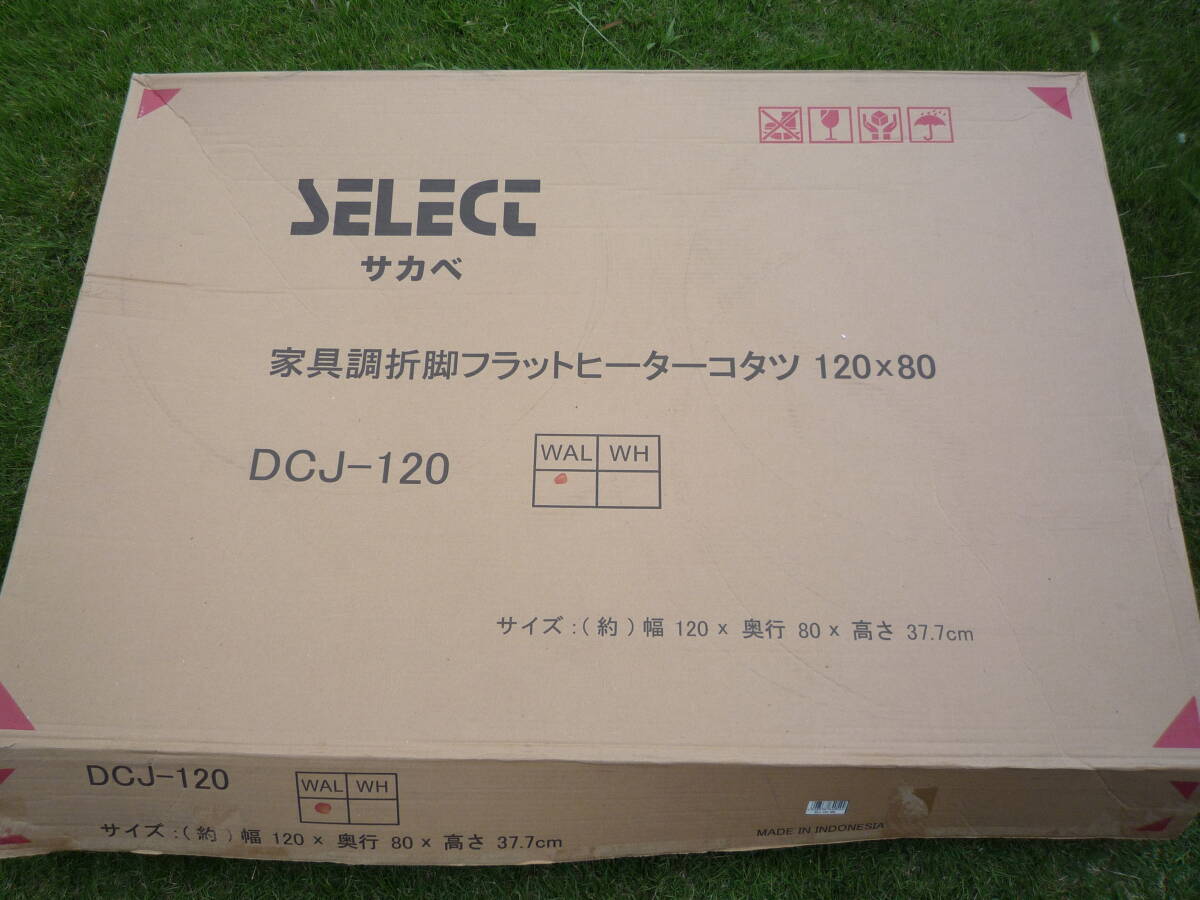 SELECT
サカベ
家具調折脚フラットヒーターコタツ 120×80
DCJ-120
WAL WH
サイズ:(約)幅 120 × 奥行 80 × 高さ 37.7cm
DCJ-120
WAL WH
サイズ:(約)幅 120 × 奥行 80 × 高さ 37.7cm
MADE IN INDONESIA